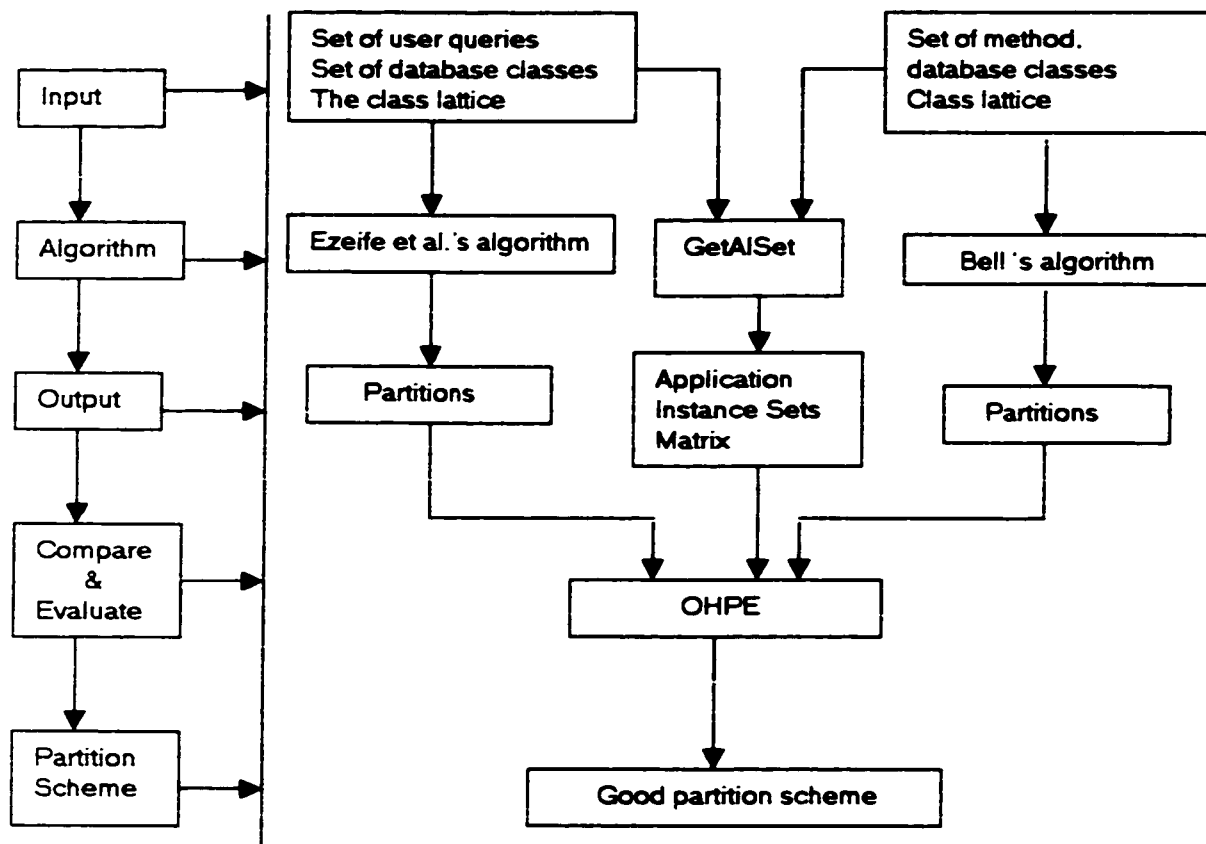 Input
Algorithm
Output
Compare
&
Evaluate
Partition
Scheme
Set of user queries
Set of database classes
The class lattice
Set of method.
database classes
Class lattice
Ezeife et al.'s algorithm
GetAISet
Bell 's algorithm
Partitions
Application
Instance Sets
Matrix
Partitions
OHPE
Good partition scheme